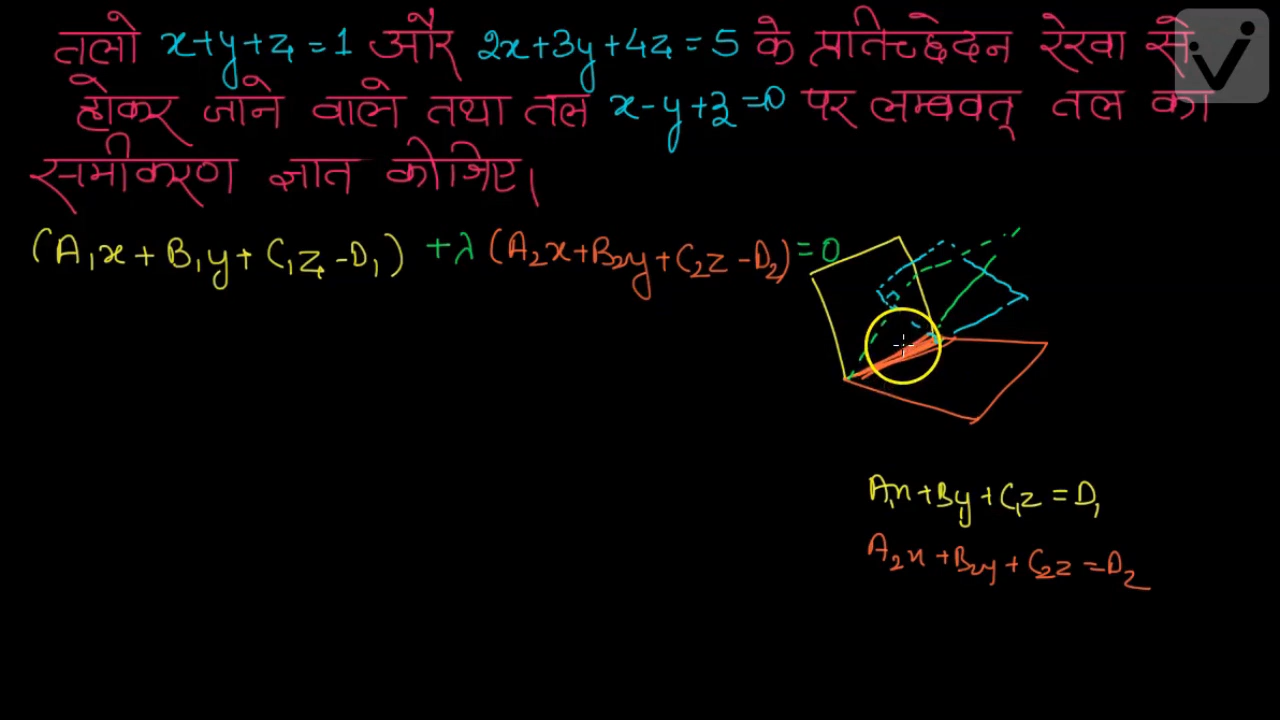 तलो x+y+z=1 और 2x+3y+4z=5 के प्रतिच्छेदन रेखा से
होकर जाने वाले तथा तल x-y+z=0 पर लम्बवत् तल का
समीकरण ज्ञात कीजिए।
(A₁x+B₁y+C₁z-D₁) +λ(A₂x+B₂y+C₂z-D₂)=0
A₁x+B₁y+C₁z=D₁
A₂x+B₂y+C₂z=D₂